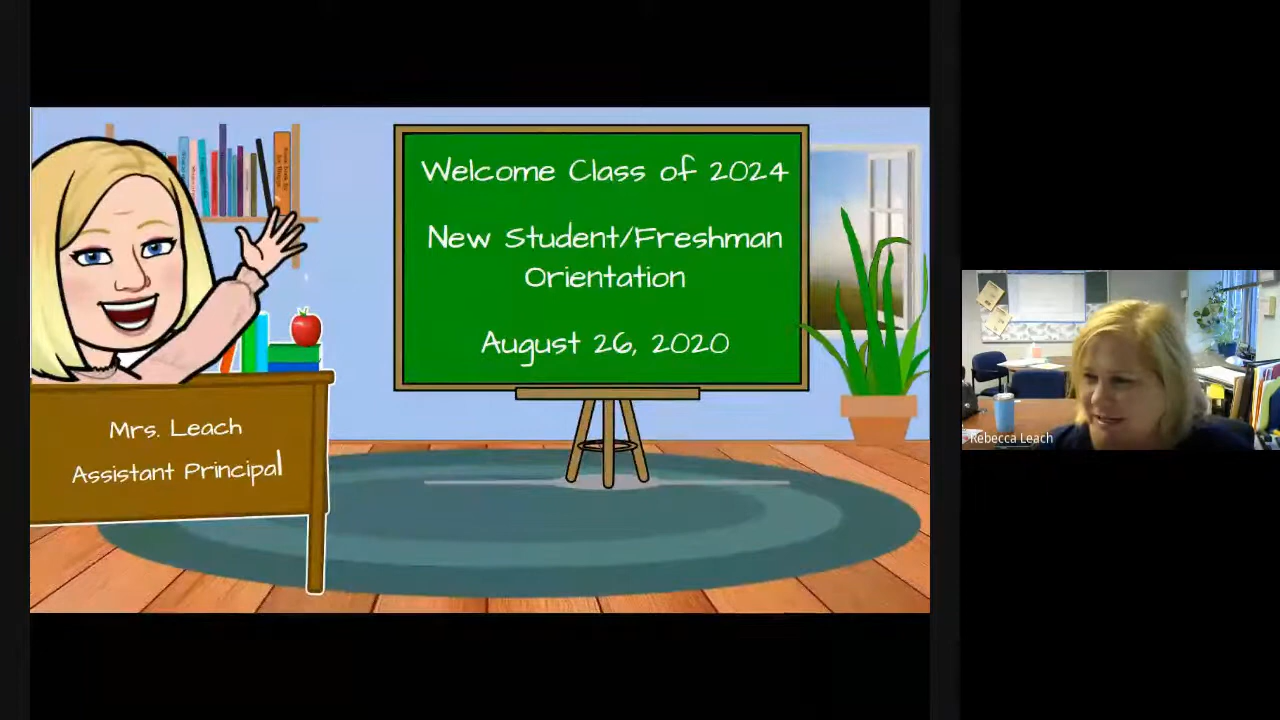 Welcome Class of 2024
New Student/Freshman
Orientation
August 26, 2020
Mrs. Leach
Assistant Principal
Rebecca Leach